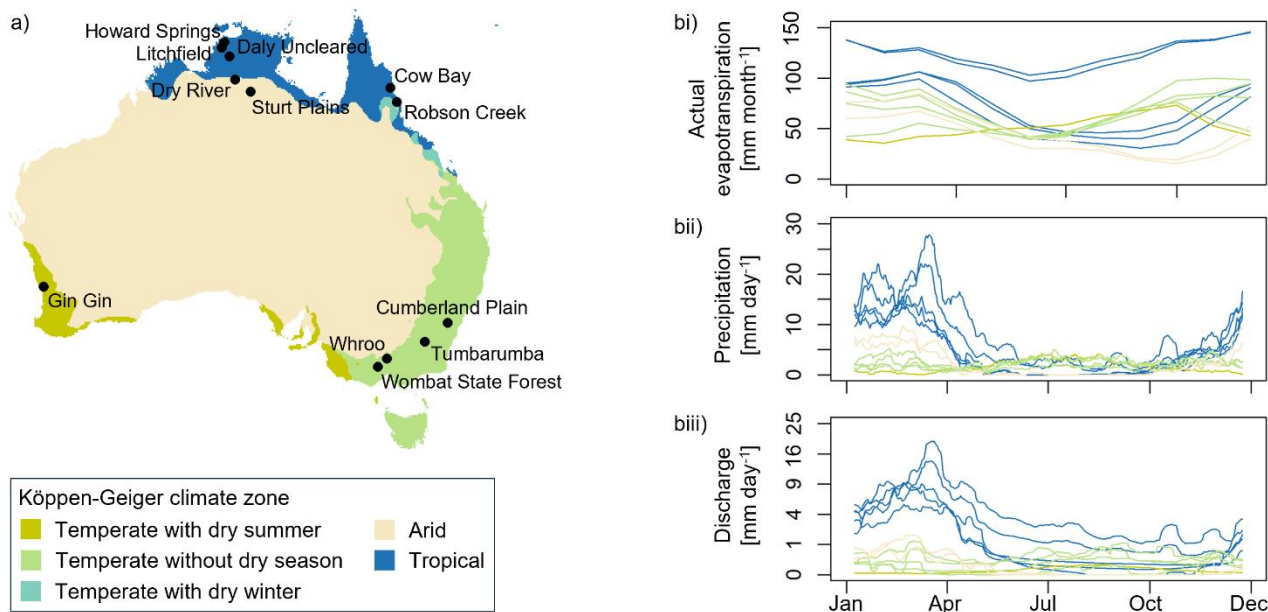 a)
Howard Springs
Litchfield
Daly Uncleared
Dry River
Sturt Plains
Cow Bay
Robson Creek
Gin Gin
Cumberland Plain
Whroo
Tumbarumba
Wombat State Forest
Köppen-Geiger climate zone
Temperate with dry summer
Temperate without dry season
Temperate with dry winter
Arid
Tropical
bi)
Actual
evapotranspiration
[mm month⁻¹]
150
100
50
0
bii)
Precipitation
[mm day⁻¹]
30
20
10
0
biii)
Discharge
[mm day⁻¹]
25
16
9
4
1
0
Jan
Apr
Jul
Oct
Dec